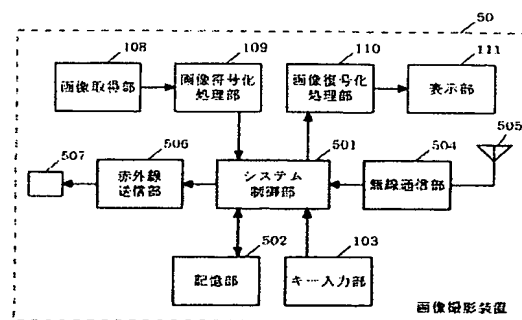 50
108
109
110
111
画像取得部
画像符号化
処理部
画像復号化
処理部
表示部
505
507
506
501
504
赤外線
送信部
システム
制御部
無線通信部
502
103
記憶部
キー入力部
画像撮影装置